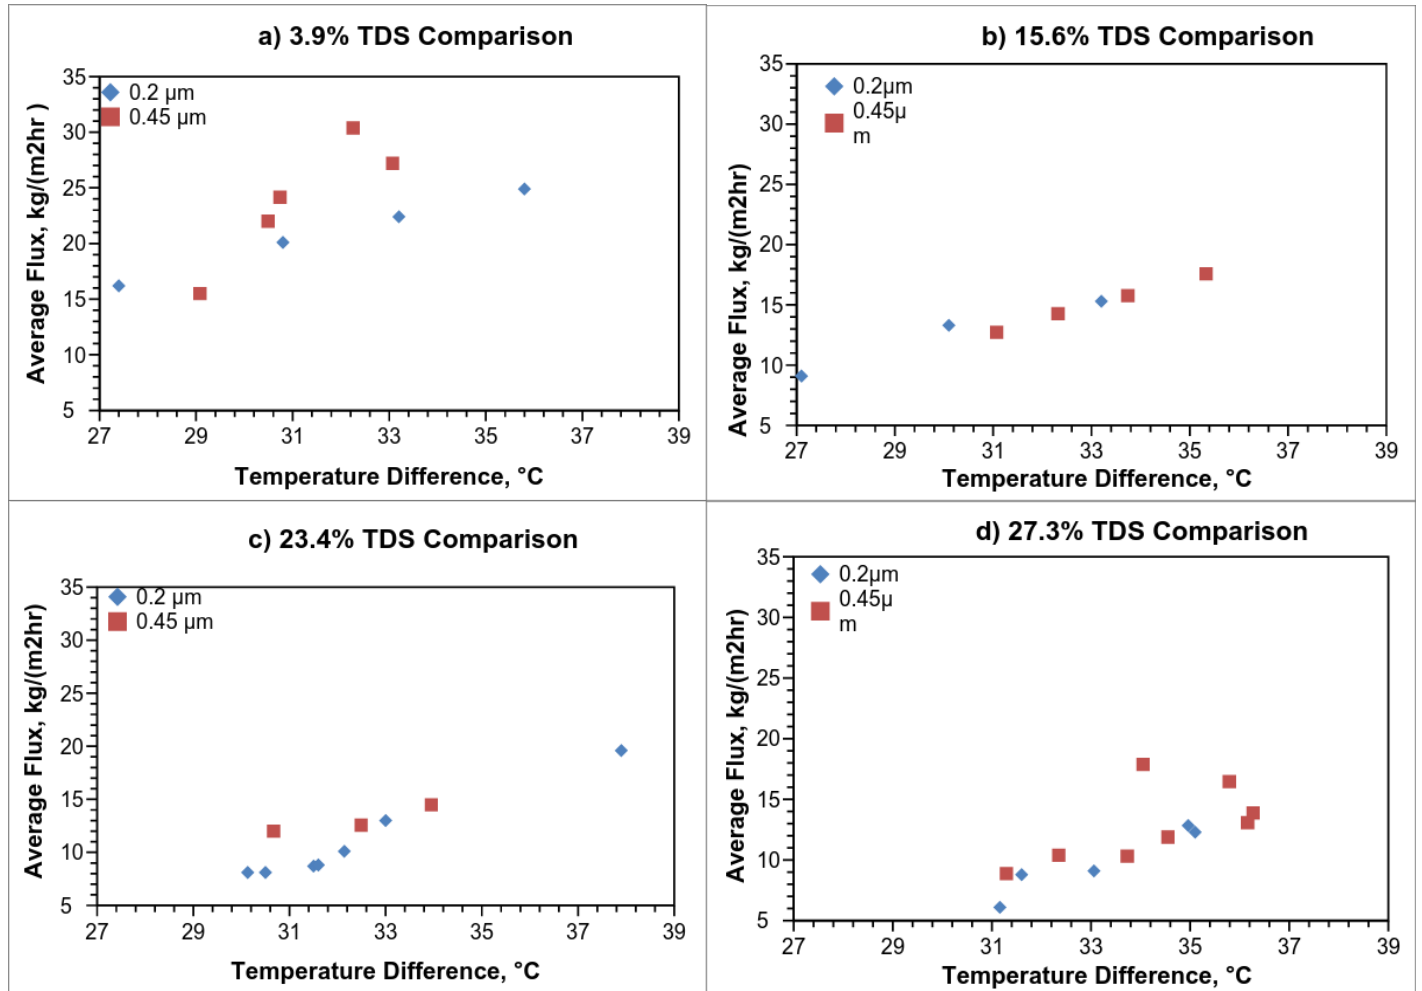 a) 3.9% TDS Comparison
35
30
25
20
15
10
5
Average Flux, kg/(m2hr )
0.2 µm
0.45 µm
27 29 31 33 35 37 39
Temperature Difference, °C
b) 15.6% TDS Comparison
35
30
25
20
15
10
5
Average Flux, kg/(m2hr)
0.2µm
0.45µ
m
27 29 31 33 35 37 39
Temperature Difference, °C
c) 23.4% TDS Comparison
35
30
25
20
15
10
5
Average Flux, kg/(m2hr)
0.2 µm
0.45 µm
27 29 31 33 35 37 39
Temperature Difference, °C
d) 27.3% TDS Comparison
35
30
25
20
15
10
5
Average Flux, kg/(m2hr)
0.2µm
0.45µ
m
27 29 31 33 35 37 39
Temperature Difference, °C